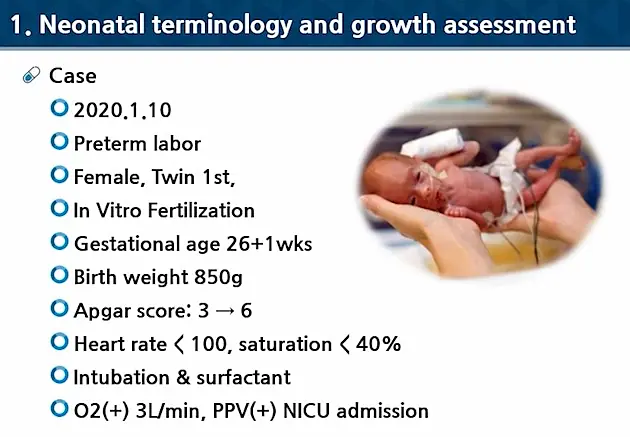 1. Neonatal terminology and growth assessment
Case
2020.1.10
Preterm labor
Female, Twin 1st,
In Vitro Fertilization
Gestational age 26+1wks
Birth weight 850g
Apgar score: 3 → 6
Heart rate < 100, saturation < 40%
Intubation & surfactant
O2(+) 3L/min, PPV(+) NICU admission